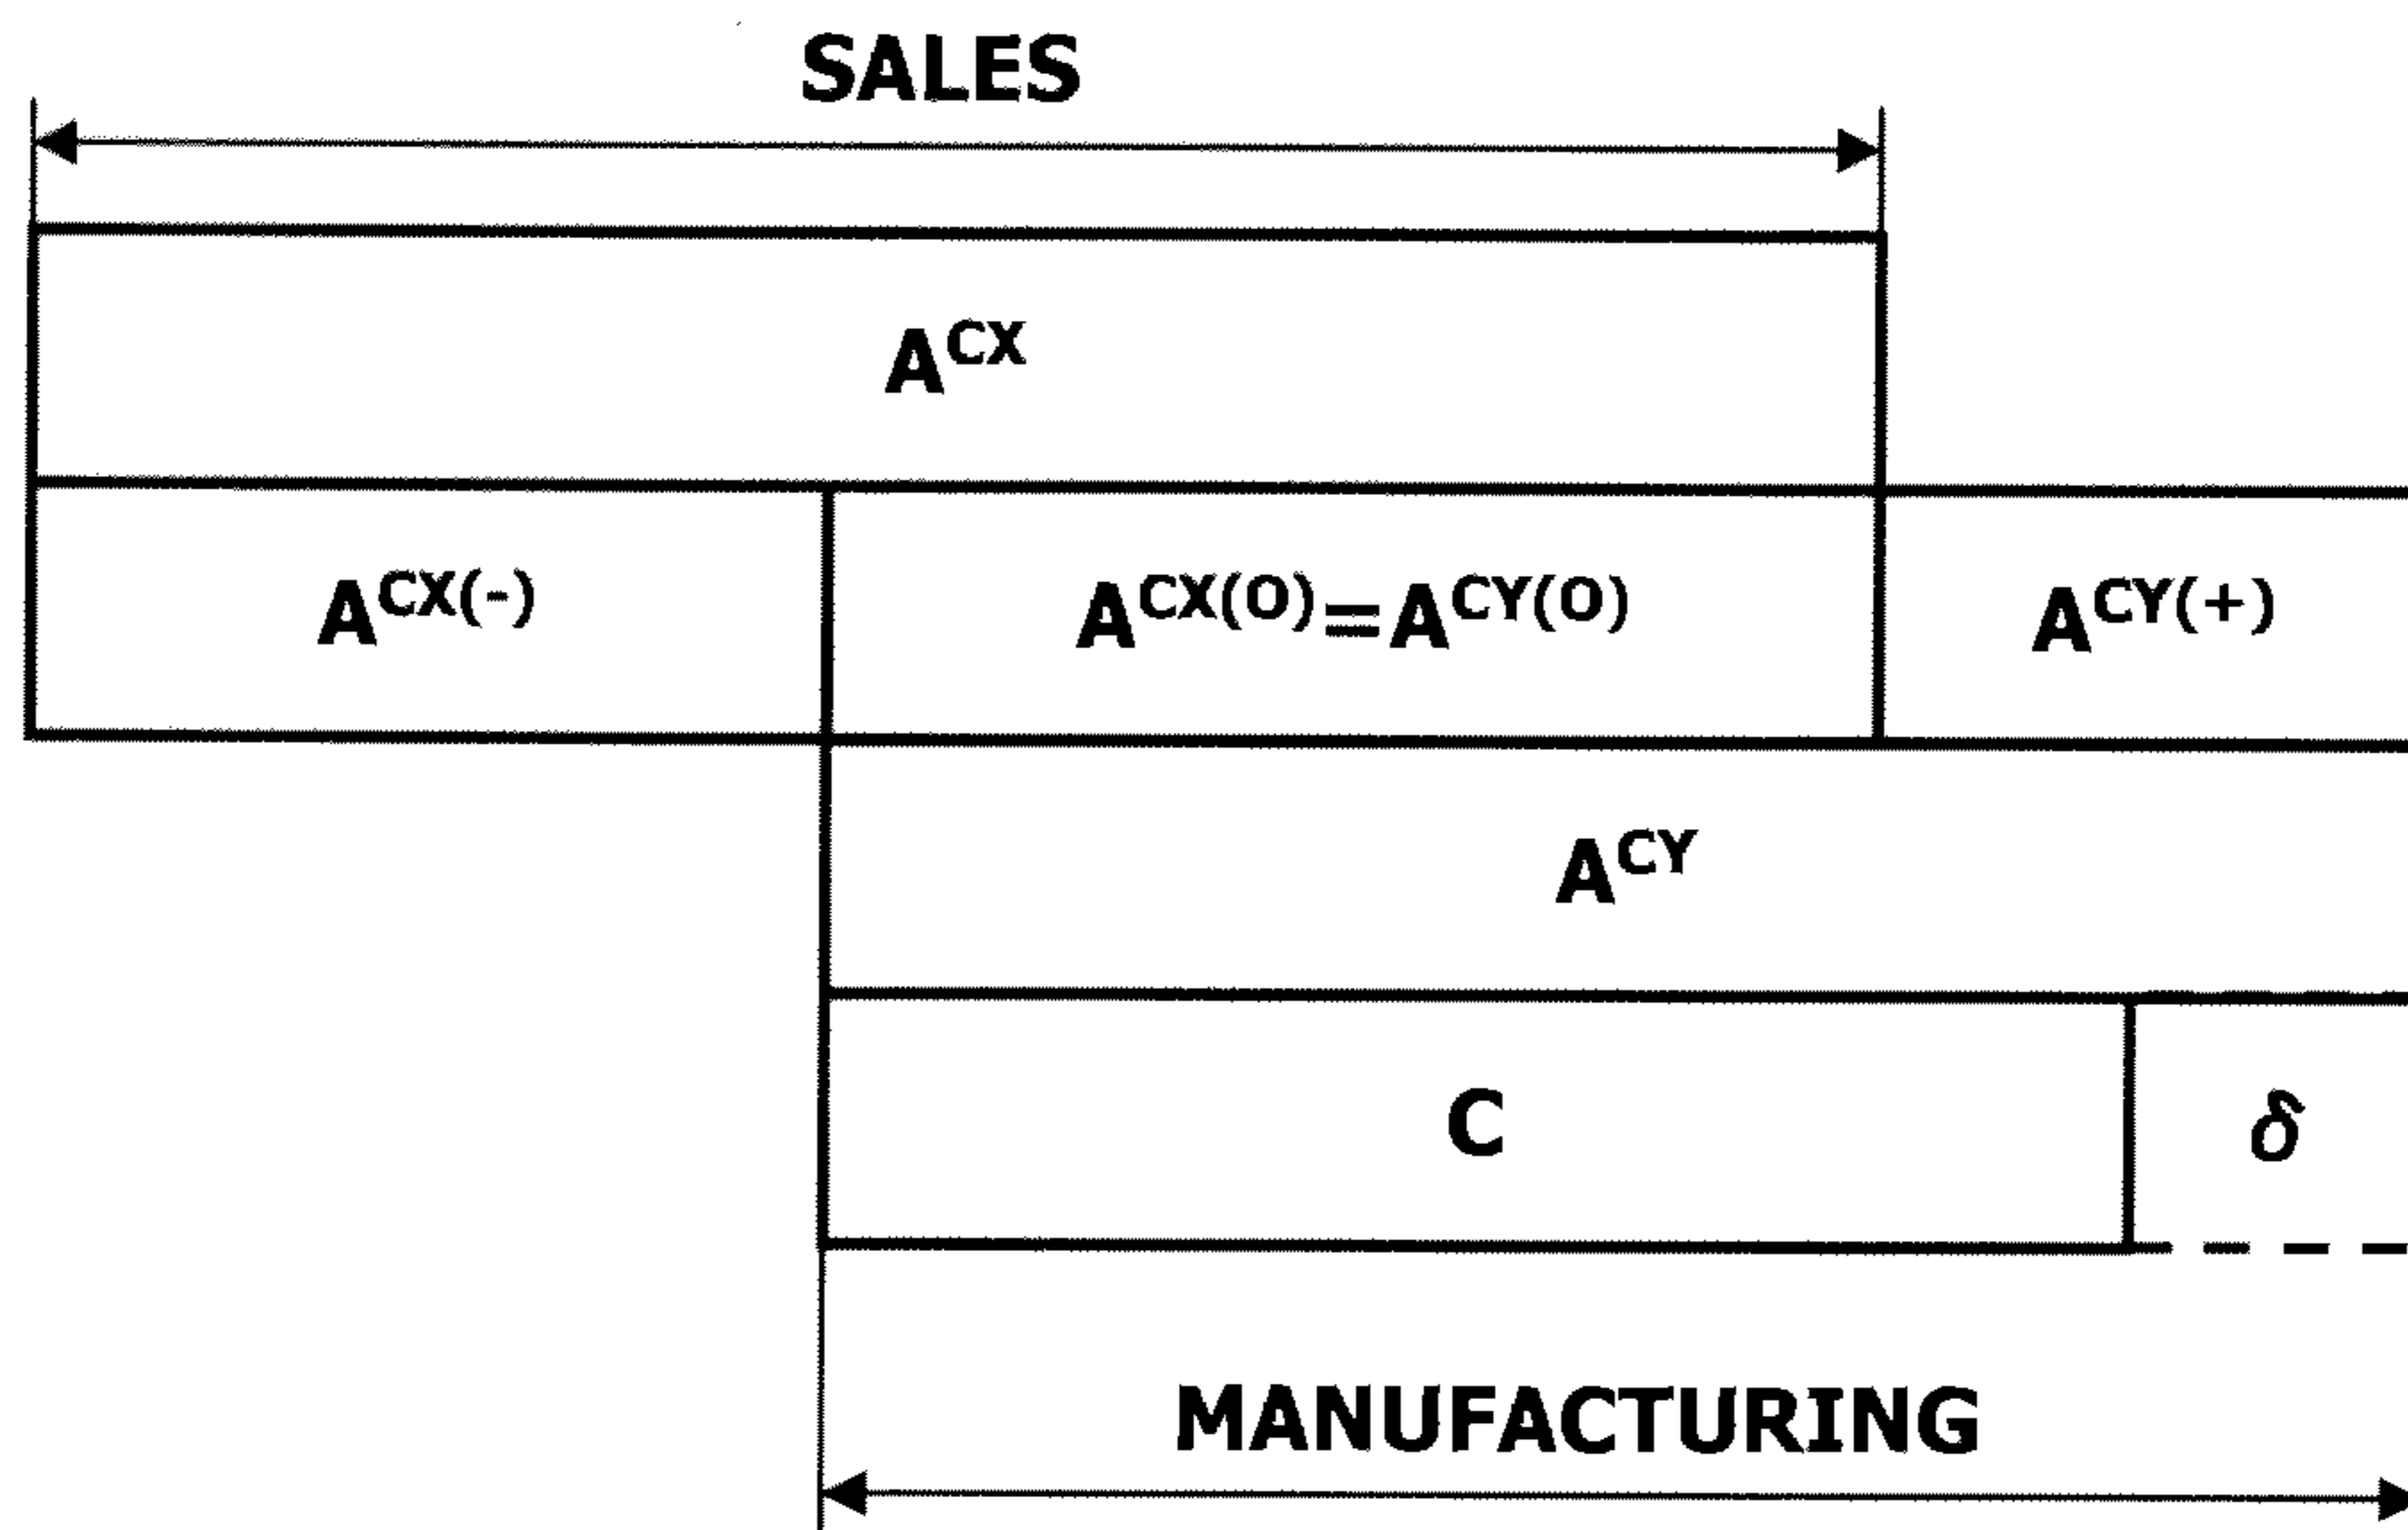 SALES
A^CX
A^CX(-) A^CX(O)=A^CY(O) A^CY(+)
A^CY
C δ
MANUFACTURING